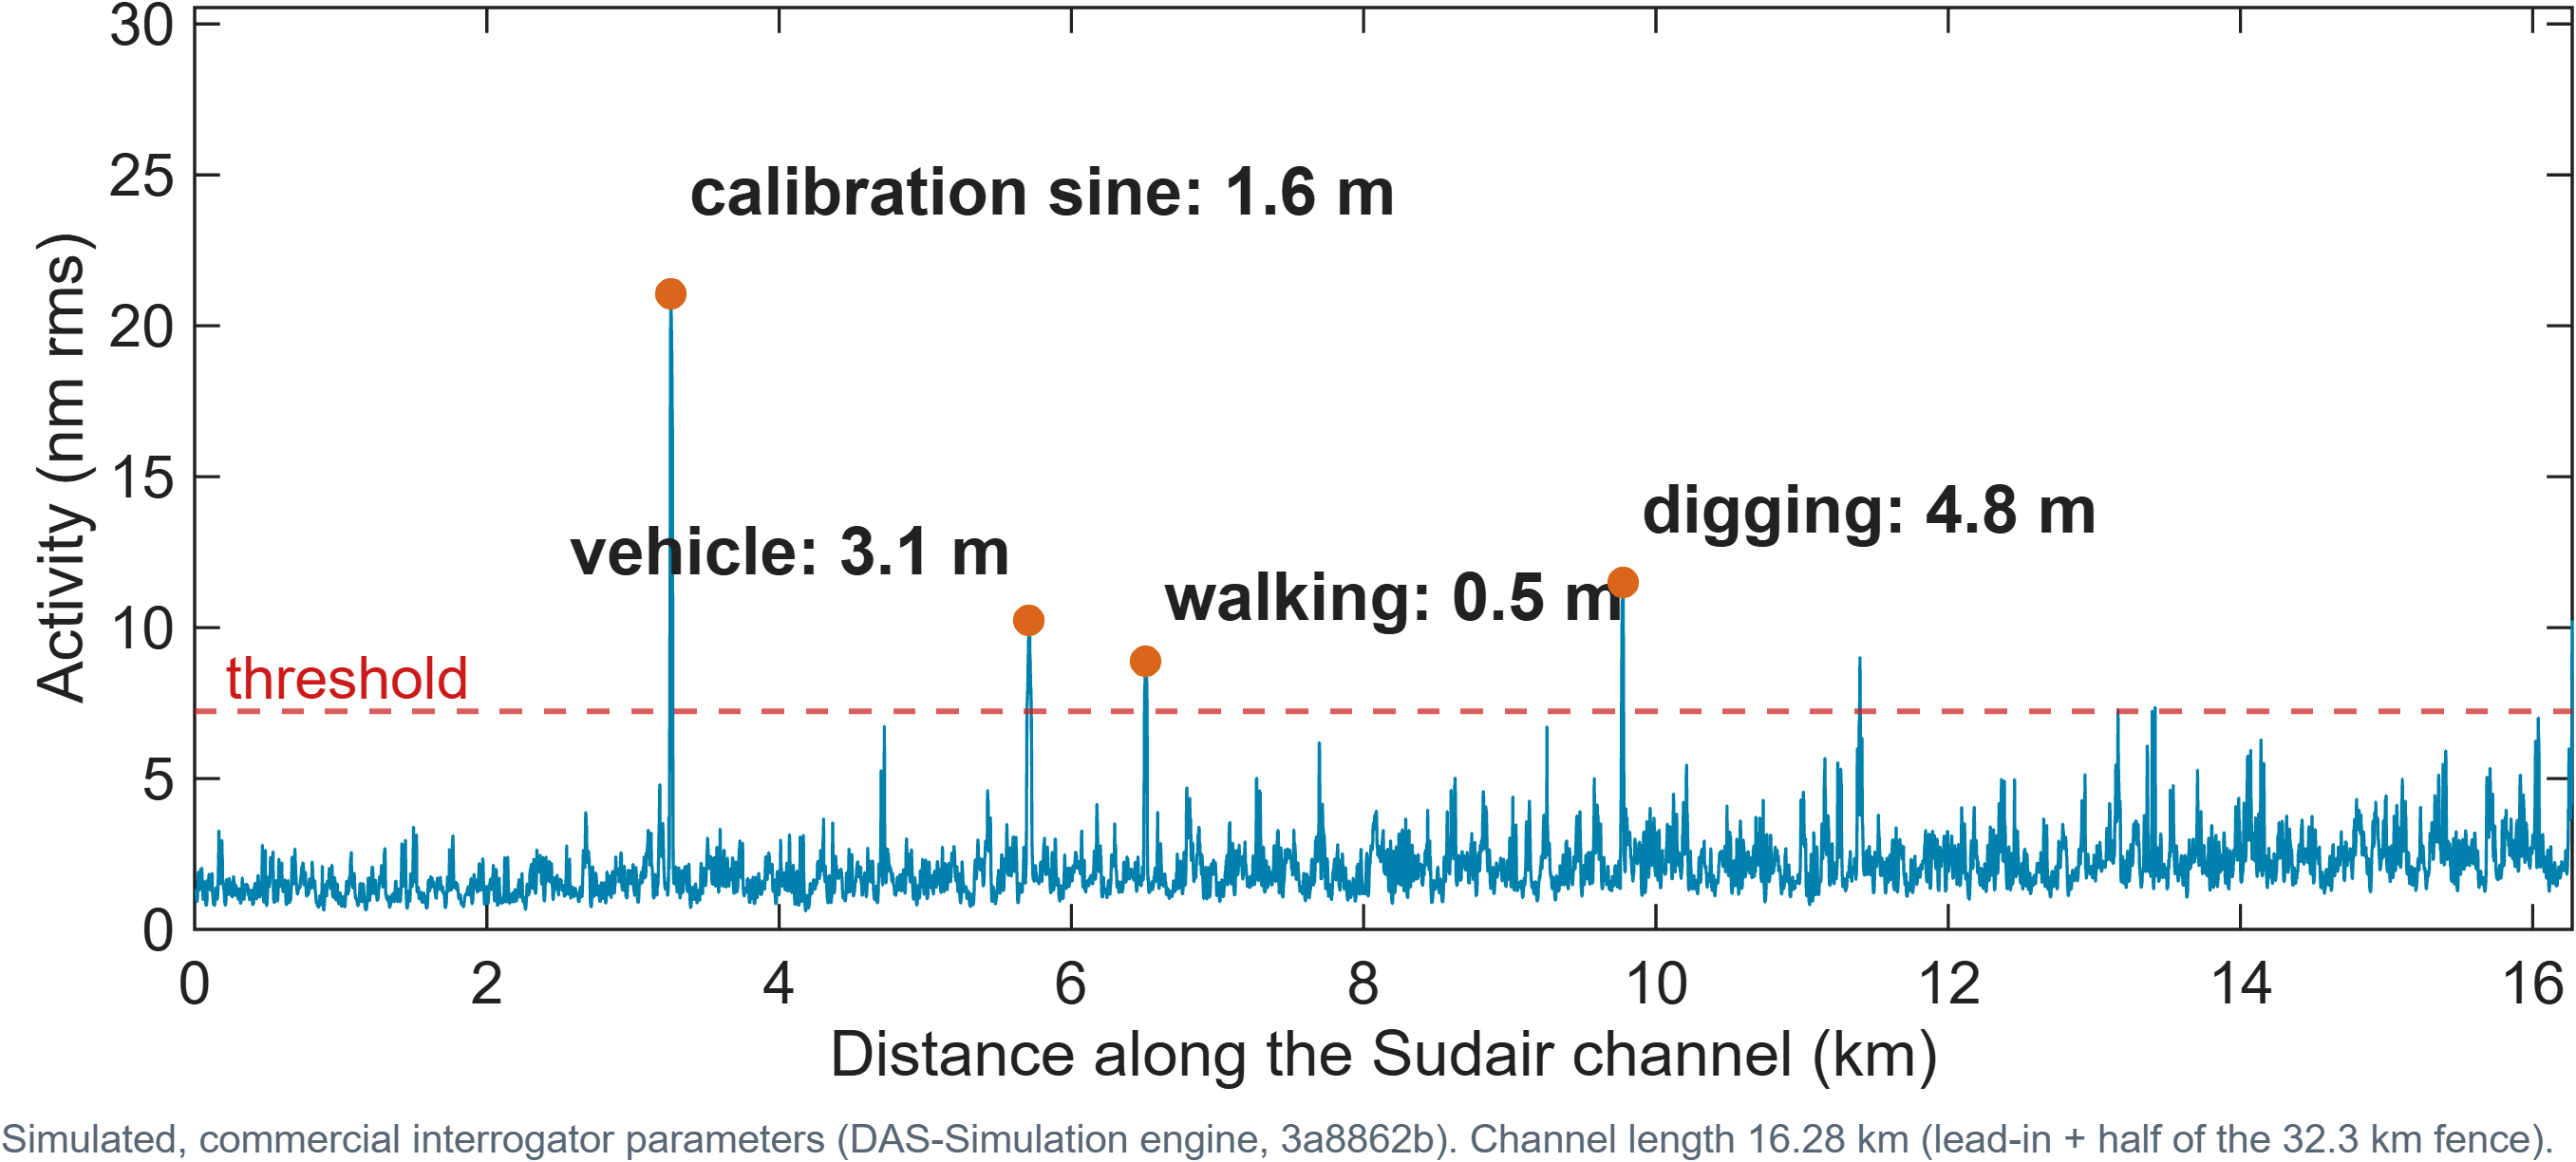 30
25
20
15
10
5
0
Activity (nm rms)
calibration sine: 1.6 m
digging: 4.8 m
vehicle: 3.1 m
walking: 0.5 m
threshold
0 2 4 6 8 10 12 14 16
Distance along the Sudair channel (km)
Simulated, commercial interrogator parameters (DAS-Simulation engine, 3a8862b). Channel length 16.28 km (lead-in + half of the 32.3 km fence).